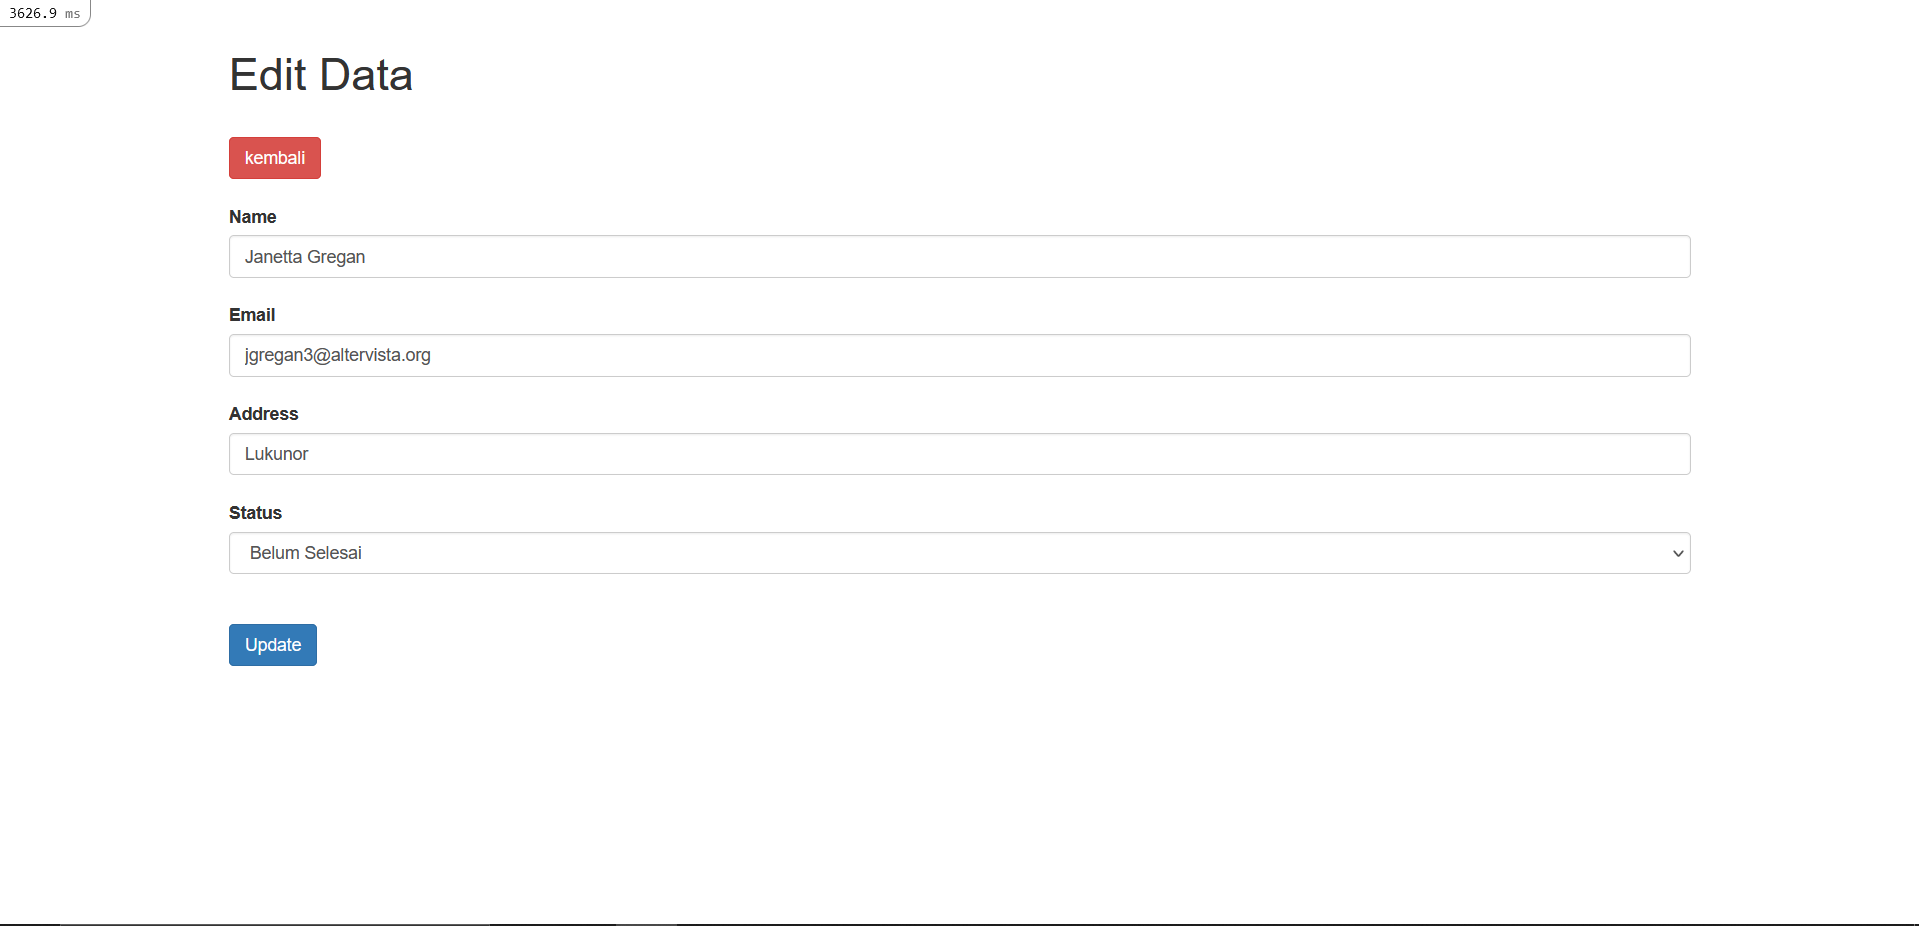 3626.9 ms
Edit Data
kembali
Name
Janetta Gregan
Email
jgregan3@altervista.org
Address
Lukunor
Status
Belum Selesai
Update